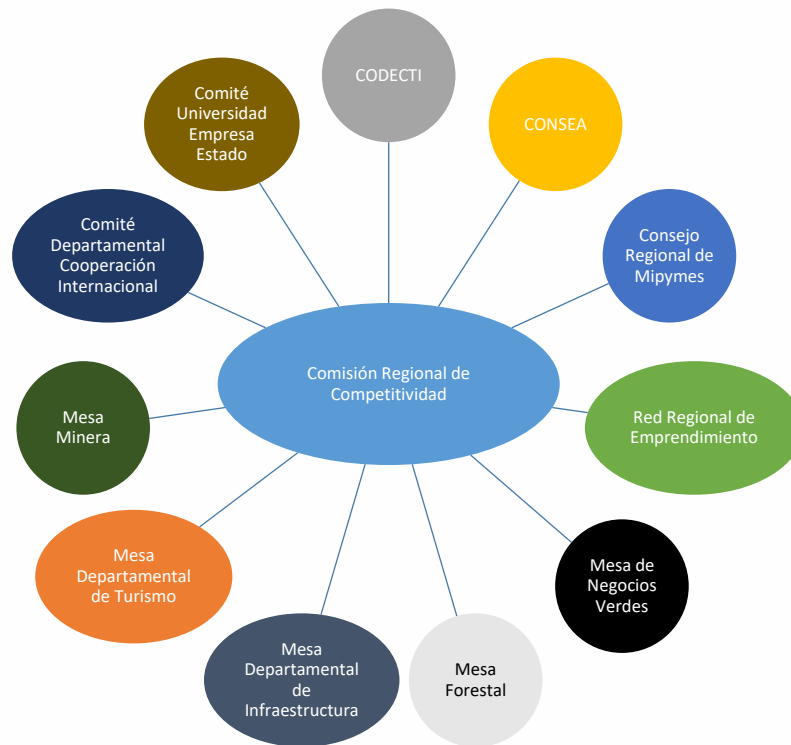 CODECTI
CONSEA
Consejo
Regional de
Mipymes
Red Regional de
Emprendimiento
Mesa de
Negocios
Verdes
Mesa
Forestal
Mesa
Departamental
de
Infraestructura
Mesa
Departamental
de Turismo
Mesa
Minera
Comité
Departamental
Cooperación
Internacional
Comité
Universidad
Empresa
Estado
Comisión Regional de
Competitividad